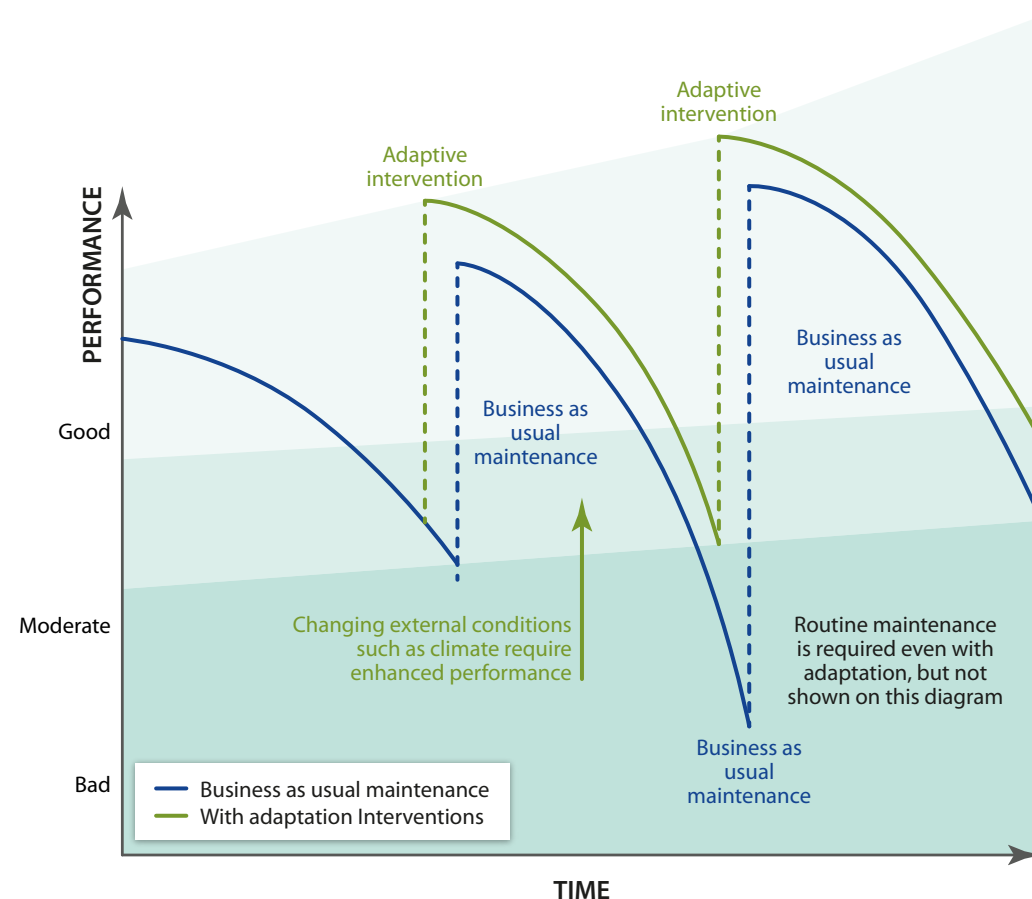 Adaptive
intervention
Adaptive
intervention
PERFORMANCE
Business as
usual
maintenance
Business as
usual
maintenance
Good
Changing external conditions
such as climate require
enhanced performance
Moderate
Routine maintenance
is required even with
adaptation, but not
shown on this diagram
Business as
usual
maintenance
Bad
Business as usual maintenance
With adaptation Interventions
TIME